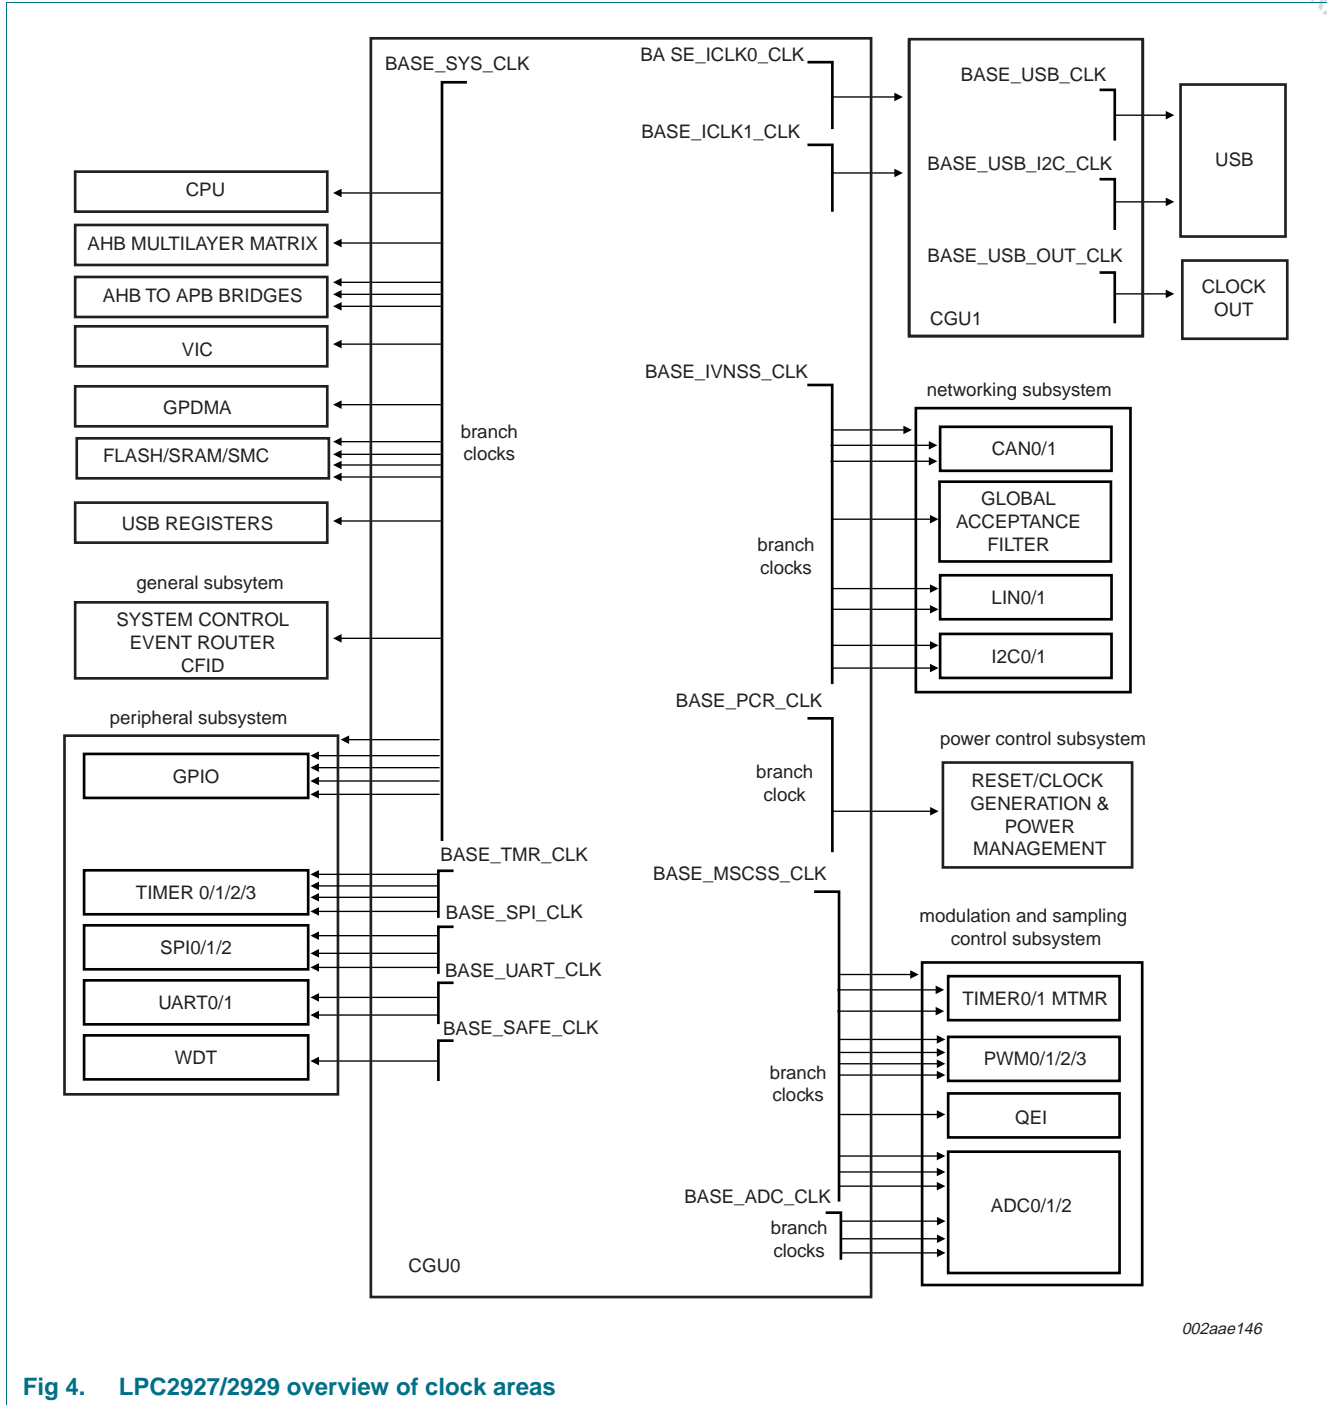 BASE_SYS_CLK
CPU
AHB MULTILAYER MATRIX
AHB TO APB BRIDGES
VIC
GPDMA
FLASH/SRAM/SMC
USB REGISTERS
branch
clocks
general subsytem
SYSTEM CONTROL
EVENT ROUTER
CFID
peripheral subsystem
GPIO
BASE_TMR_CLK
TIMER 0/1/2/3
BASE_SPI_CLK
SPI0/1/2
BASE_UART_CLK
UART0/1
BASE_SAFE_CLK
WDT
CGU0
BA SE_ICLK0_CLK
BASE_ICLK1_CLK
BASE_USB_CLK
BASE_USB_I2C_CLK
BASE_USB_OUT_CLK
CGU1
USB
CLOCK
OUT
BASE_IVNSS_CLK
branch
clocks
networking subsystem
CAN0/1
GLOBAL
ACCEPTANCE
FILTER
LIN0/1
I2C0/1
BASE_PCR_CLK
branch
clock
power control subsystem
RESET/CLOCK
GENERATION &
POWER
MANAGEMENT
BASE_MSCSS_CLK
branch
clocks
modulation and sampling
control subsystem
TIMER0/1 MTMR
PWM0/1/2/3
QEI
ADC0/1/2
BASE_ADC_CLK
branch
clocks
002aae146
Fig 4. LPC2927/2929 overview of clock areas